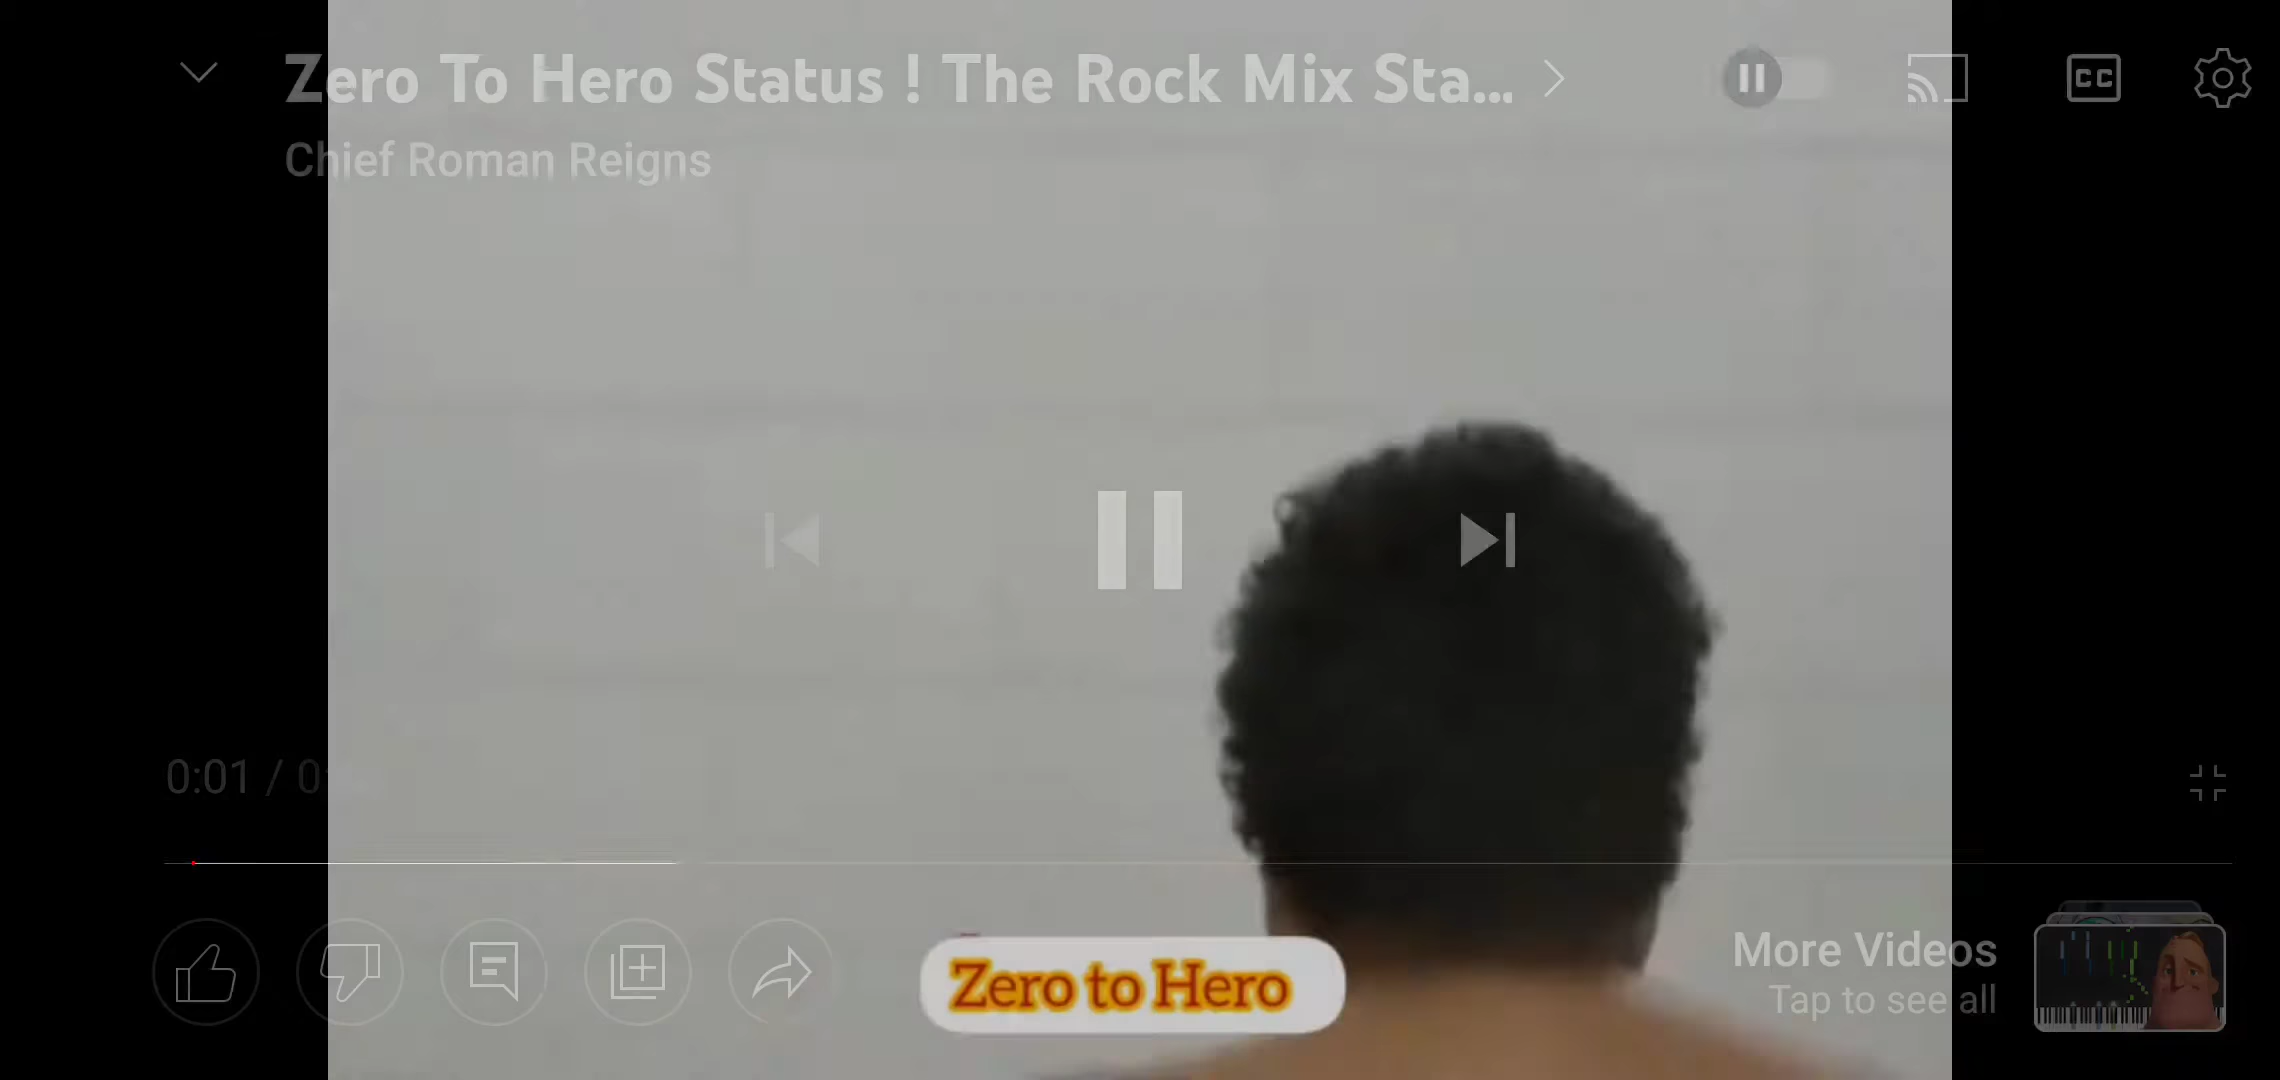 Zero To Hero Status ! The Rock Mix Sta...
Chief Roman Reigns
CC
0:01 /
Zero to Hero
More Videos
Tap to see all